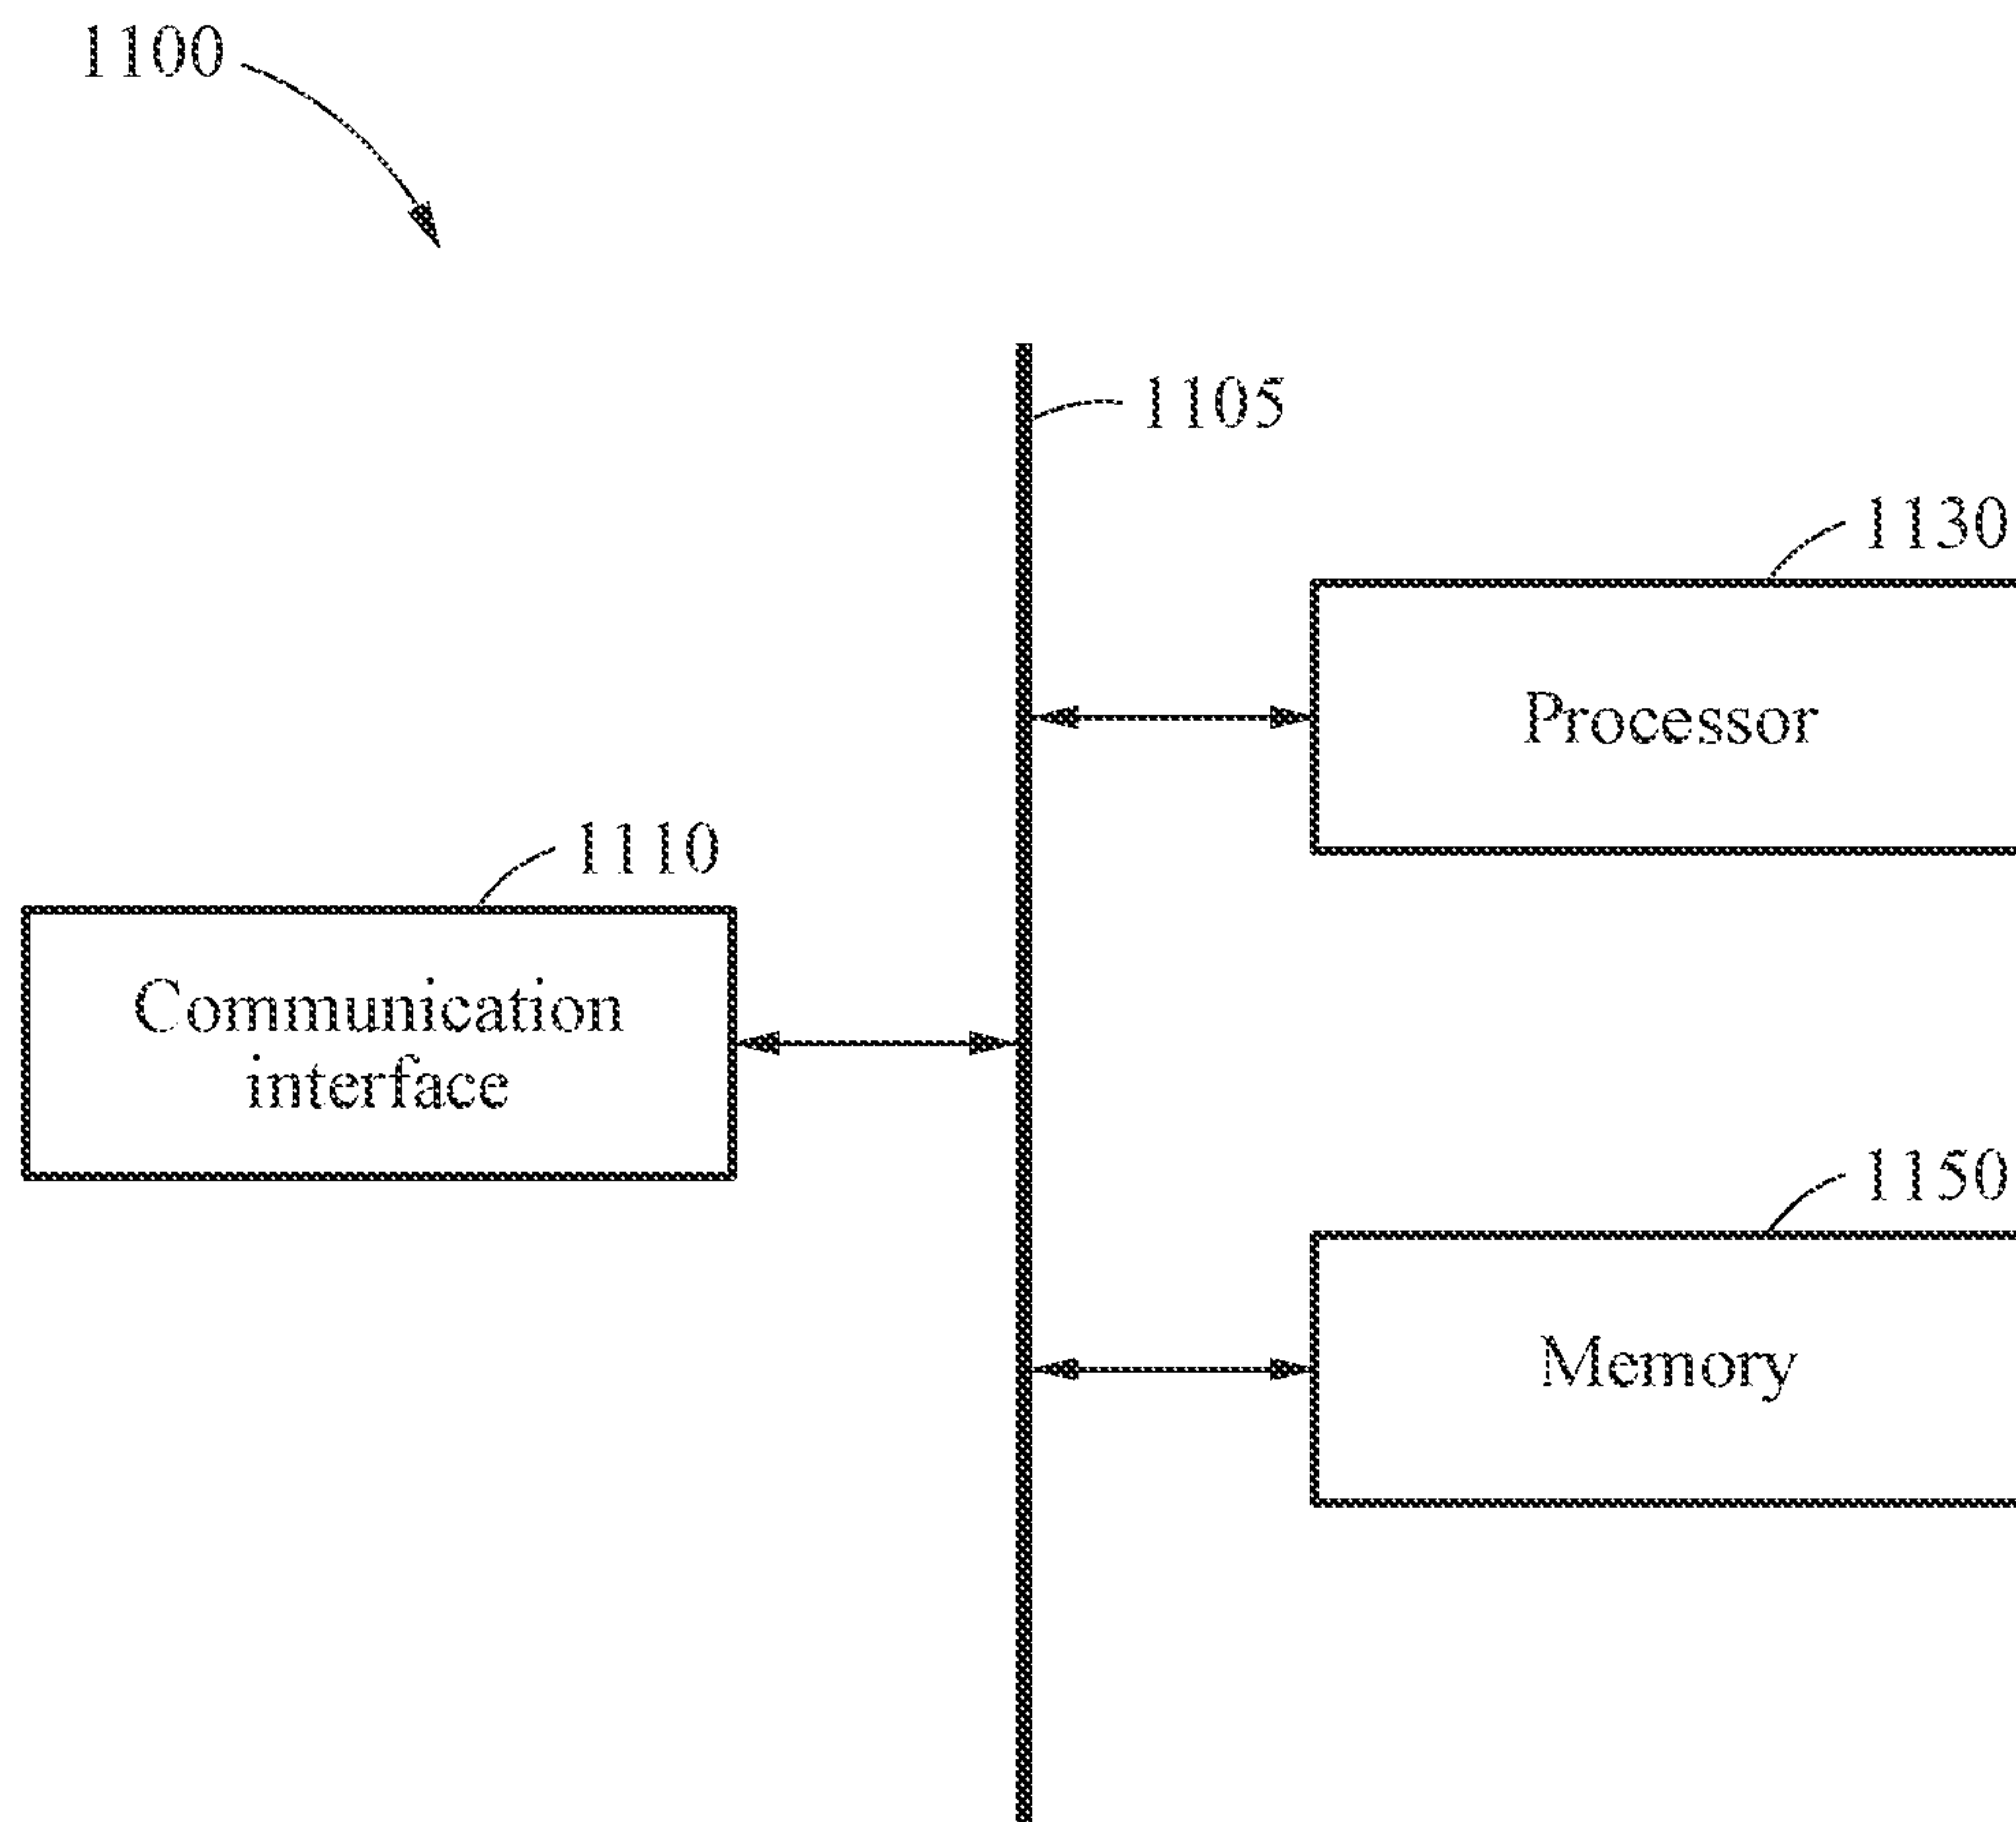 1100
1105
1130
Processor
1110
Communication
interface
1150
Memory